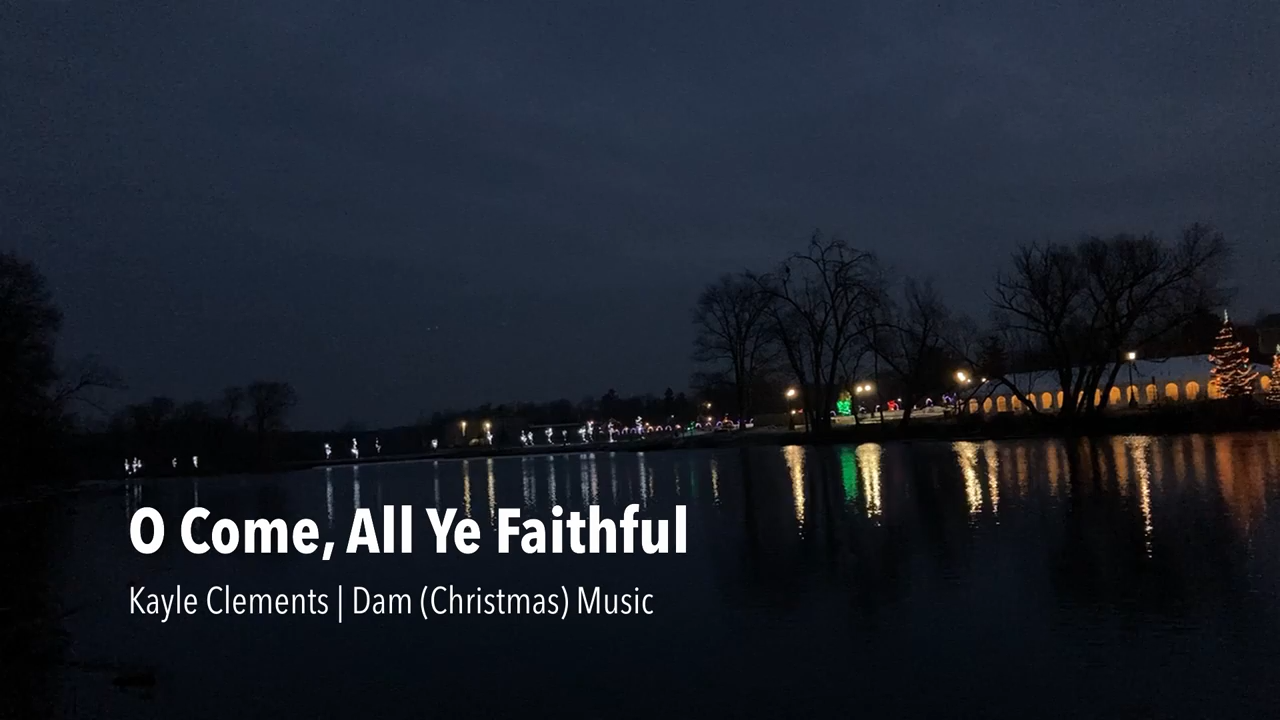 O Come, All Ye Faithful
Kayle Clements | Dam (Christmas) Music